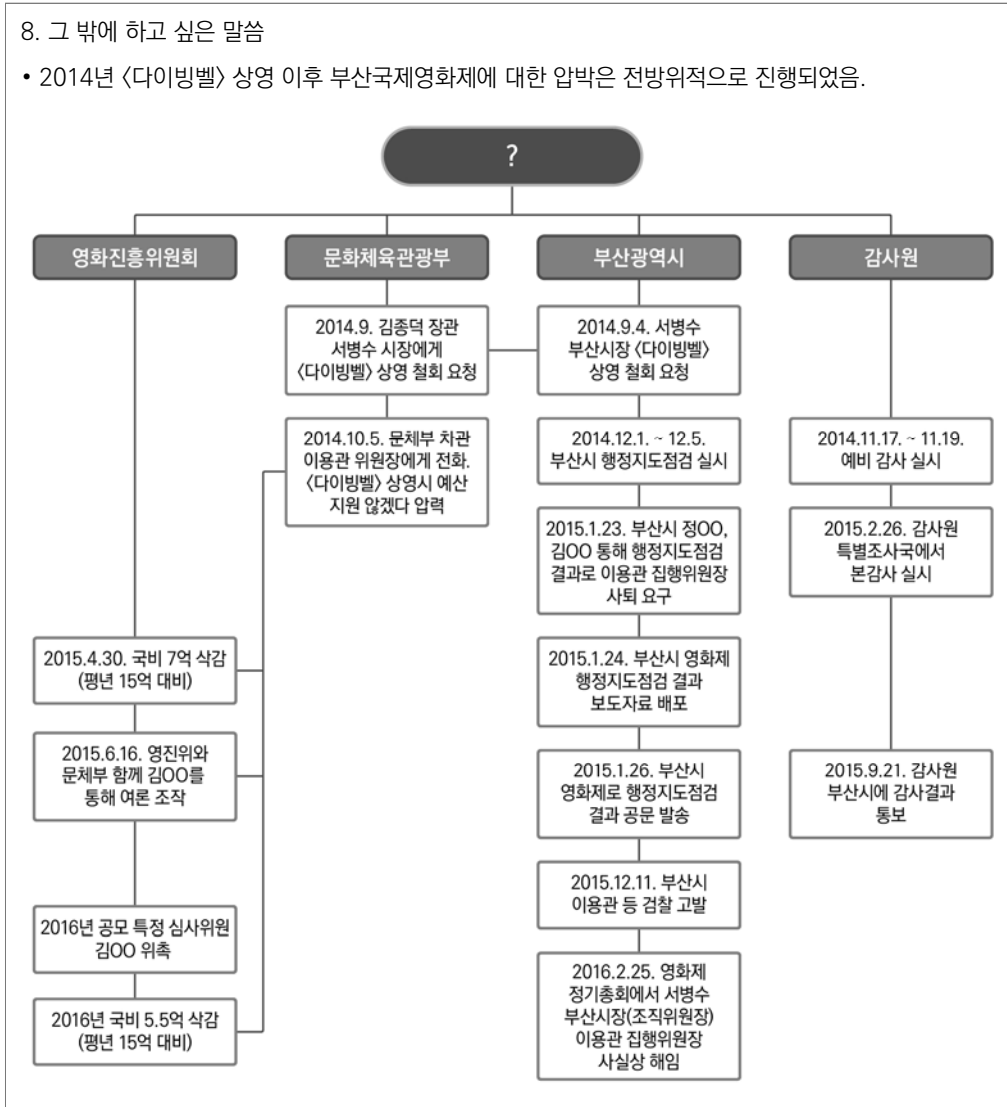 8. 그 밖에 하고 싶은 말씀
• 2014년 〈다이빙벨〉 상영 이후 부산국제영화제에 대한 압박은 전방위적으로 진행되었음.
?
영화진흥위원회
2015.4.30. 국비 7억 삭감
(평년 15억 대비)
2015.6.16. 영진위와
문체부 함께 김OO를
통해 여론 조작
2016년 공모 특정 심사위원
김OO 위촉
2016년 국비 5.5억 삭감
(평년 15억 대비)
문화체육관광부
2014.9. 김종덕 장관
서병수 시장에게
〈다이빙벨〉 상영 철회 요청
2014.10.5. 문체부 차관
이용관 위원장에게 전화.
〈다이빙벨〉 상영시 예산
지원 않겠다 압력
부산광역시
2014.9.4. 서병수
부산시장 〈다이빙벨〉
상영 철회 요청
2014.12.1. ~ 12.5.
부산시 행정지도점검 실시
2015.1.23. 부산시 정OO,
김OO 통해 행정지도점검
결과로 이용관 집행위원장
사퇴 요구
2015.1.24. 부산시 영화제
행정지도점검 결과
보도자료 배포
2015.1.26. 부산시
영화제로 행정지도점검
결과 공문 발송
2015.12.11. 부산시
이용관 등 검찰 고발
2016.2.25. 영화제
정기총회에서 서병수
부산시장(조직위원장)
이용관 집행위원장
사실상 해임
감사원
2014.11.17. ~ 11.19.
예비 감사 실시
2015.2.26. 감사원
특별조사국에서
본감사 실시
2015.9.21. 감사원
부산시에 감사결과
통보